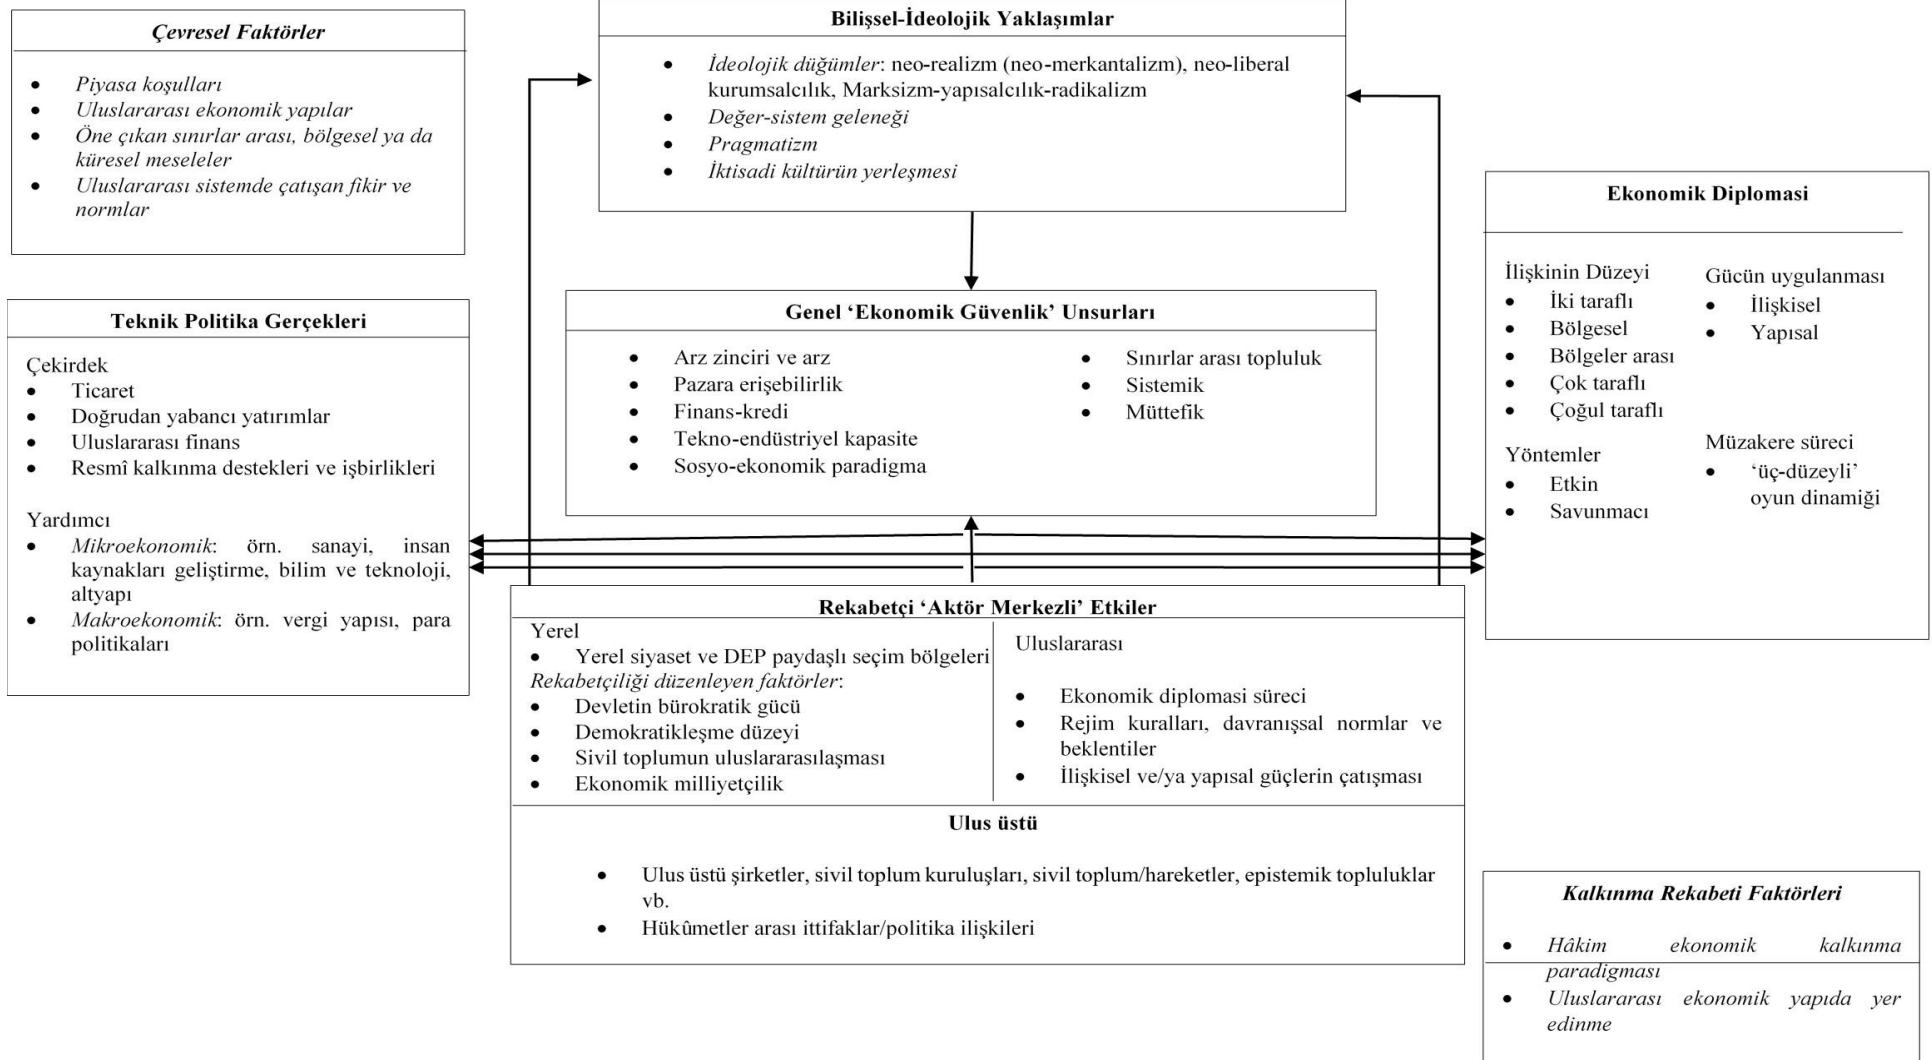 Çevresel Faktörler
Piyasa koşulları
Uluslararası ekonomik yapılar
Öne çıkan sınırlar arası, bölgesel ya da
küresel meseleler
Uluslararası sistemde çatışan fikir ve
normlar
Bilişsel-İdeolojik Yaklaşımlar
İdeolojik düğümler: neo-realizm (neo-merkantalizm), neo-liberal
kurumsalcılık, Marksizm-yapısalcılık-radikalizm
Değer-sistem geleneği
Pragmatizm
İktisadi kültürün yerleşmesi
Teknik Politika Gerçekleri
Çekirdek
Ticaret
Doğrudan yabancı yatırımlar
Uluslararası finans
Resmî kalkınma destekleri ve işbirlikleri
Yardımcı
Mikroekonomik: örn. sanayi, insan
kaynakları geliştirme, bilim ve teknoloji,
altyapı
Makroekonomik: örn. vergi yapısı, para
politikaları
Genel ‘Ekonomik Güvenlik’ Unsurları
Arz zinciri ve arz
Pazara erişebilirlik
Finans-kredi
Tekno-endüstriyel kapasite
Sosyo-ekonomik paradigma
Sınırlar arası topluluk
Sistemik
Müttefik
Ekonomik Diplomasi
İlişkinin Düzeyi
İki taraflı
Bölgesel
Bölgeler arası
Çok taraflı
Çoğul taraflı
Yöntemler
Etkin
Savunmacı
Gücün uygulanması
İlişkisel
Yapısal
Müzakere süreci
‘üç-düzeyli’
oyun dinamiği
Rekabetçi ‘Aktör Merkezli’ Etkiler
Yerel
Yerel siyaset ve DEP paydaşlı seçim bölgeleri
Rekabetçiliği düzenleyen faktörler:
Devletin bürokratik gücü
Demokratikleşme düzeyi
Sivil toplumun uluslararasılaşması
Ekonomik milliyetçilik
Uluslararası
Ekonomik diplomasi süreci
Rejim kuralları, davranışsal normlar ve
beklentiler
İlişkisel ve/ya yapısal güçlerin çatışması
Ulus üstü
Ulus üstü şirketler, sivil toplum kuruluşları, sivil toplum/hareketler, epistemik topluluklar
vb.
Hükûmetler arası ittifaklar/politika ilişkileri
Kalkınma Rekabeti Faktörleri
Hâkim ekonomik kalkınma
paradigması
Uluslararası ekonomik yapıda yer
edinme